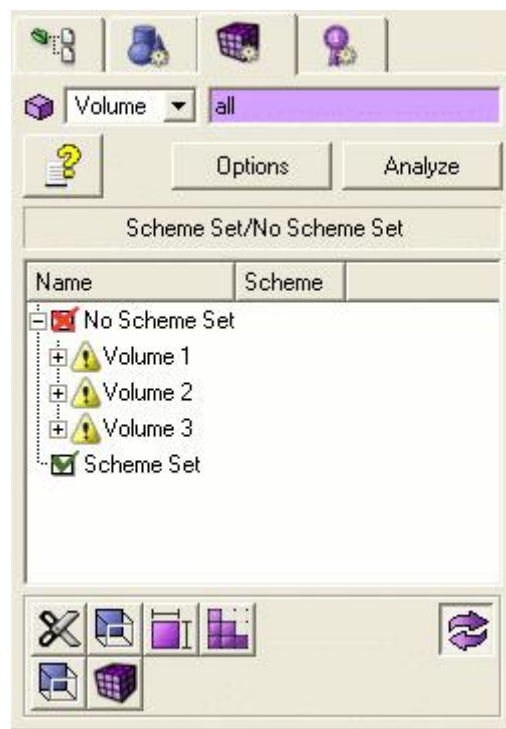 Volume all
Options Analyze
Scheme Set/No Scheme Set
Name Scheme
No Scheme Set
Volume 1
Volume 2
Volume 3
Scheme Set